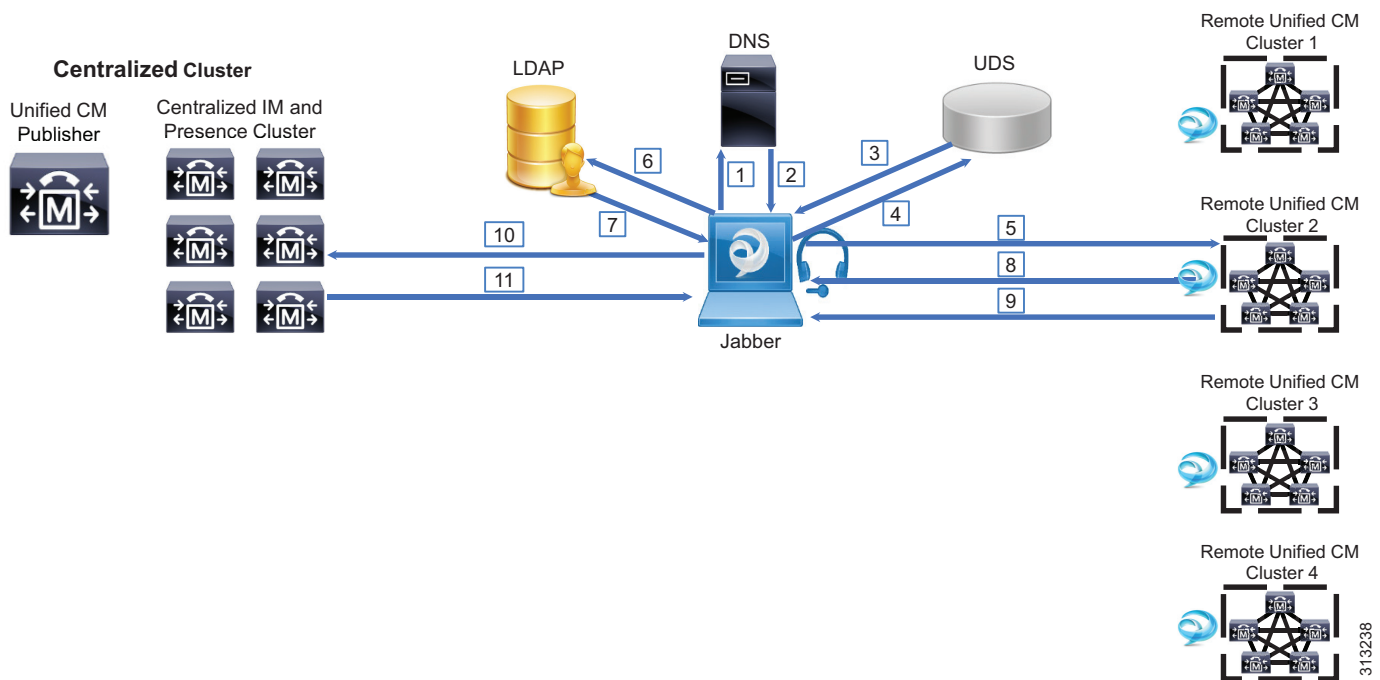 Centralized Cluster
Unified CM
Publisher
Centralized IM and
Presence Cluster
M
M
M
M
M
M
M
LDAP
DNS
UDS
6
1
2
3
7
4
10
5
8
11
9
Jabber
Remote Unified CM
Cluster 1
M
M
M
M
M
Remote Unified CM
Cluster 2
M
M
M
M
M
Remote Unified CM
Cluster 3
M
M
M
M
M
Remote Unified CM
Cluster 4
M
M
M
M
M
313238